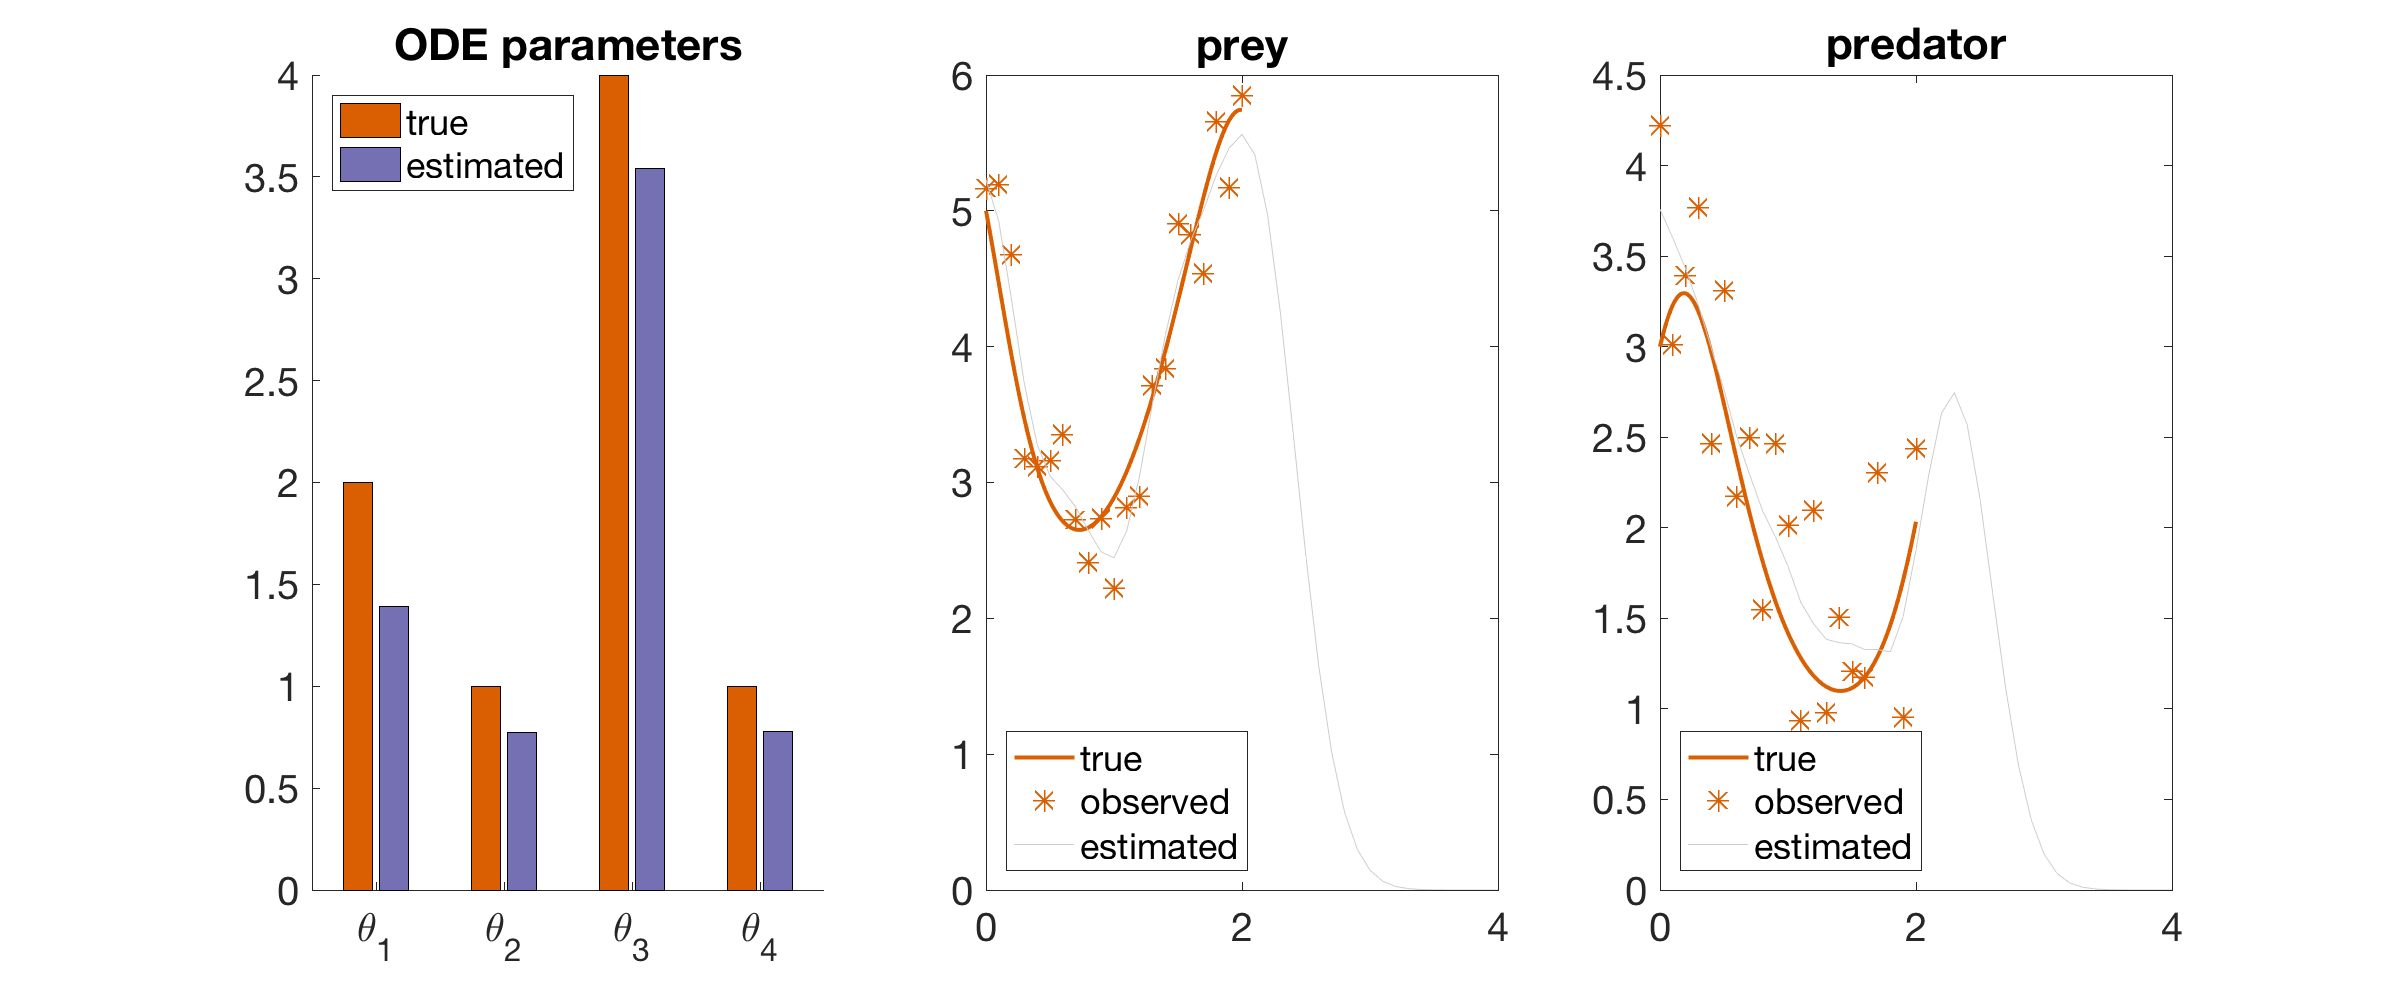 ODE parameters
4
3.5
3
2.5
2
1.5
1
0.5
0
true
estimated
θ1
θ2
θ3
θ4
prey
6
5
4
3
2
1
0
true
observed
estimated
0
2
4
predator
4.5
4
3.5
3
2.5
2
1.5
1
0.5
0
true
observed
estimated
0
2
4